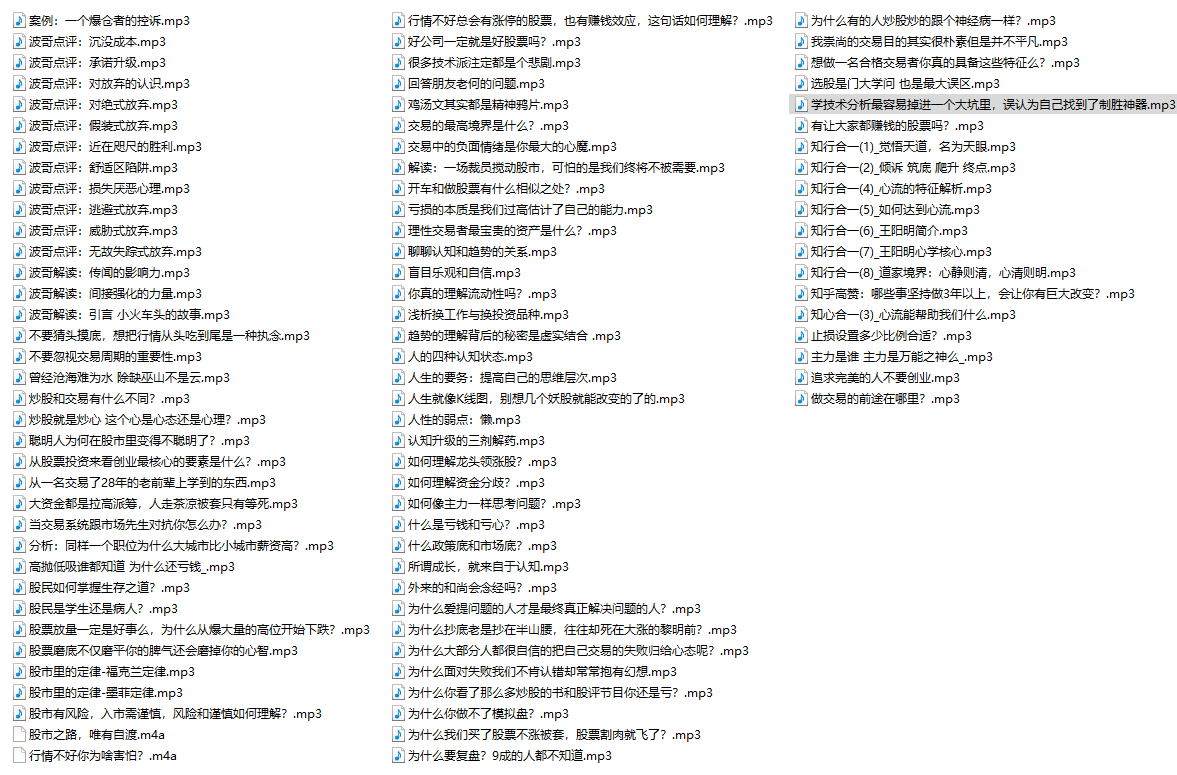 案例：一个爆仓者的控诉.mp3
波哥点评：沉没成本.mp3
波哥点评：承诺升级.mp3
波哥点评：对放弃的认识.mp3
波哥点评：对绝式放弃.mp3
波哥点评：假装式放弃.mp3
波哥点评：近在咫尺的胜利.mp3
波哥点评：舒适区陷阱.mp3
波哥点评：损失厌恶心理.mp3
波哥点评：逃避式放弃.mp3
波哥点评：威胁式放弃.mp3
波哥点评：无故失踪式放弃.mp3
波哥解读：传闻的影响力.mp3
波哥解读：间接强化的力量.mp3
波哥解读：引言 小火车头的故事.mp3
不要猜头摸底，想把行情从头吃到尾是一种执念.mp3
不要忽视交易周期的重要性.mp3
曾经沧海难为水 除缺巫山不是云.mp3
炒股和交易有什么不同？.mp3
炒股就是炒心 这个心是心态还是心理？.mp3
聪明人为何在股市里变得不聪明了？.mp3
从股票投资来看创业最核心的要素是什么？.mp3
从一名交易了28年的老前辈上学到的东西.mp3
大资金都是拉高派筹，人走茶凉被套只有等死.mp3
当交易系统跟市场先生对抗你怎么办？.mp3
分析：同样一个职位为什么大城市比小城市薪资高？.mp3
高抛低吸谁都知道 为什么还亏钱_.mp3
股民如何掌握生存之道？.mp3
股民是学生还是病人？.mp3
股票放量一定是好事么，为什么从爆大量的高位开始下跌？.mp3
股票磨底不仅磨平你的脾气还会磨掉你的心智.mp3
股市里的定律-福克兰定律.mp3
股市里的定律-墨菲定律.mp3
股市有风险，入市需谨慎，风险和谨慎如何理解？.mp3
股市之路，唯有自渡.m4a
行情不好你为啥害怕？.m4a
行情不好总会有涨停的股票，也有赚钱效应，这句话如何理解？.mp3
好公司一定就是好股票吗？.mp3
很多技术派注定都是个悲剧.mp3
回答朋友老何的问题.mp3
鸡汤文其实都是精神鸦片.mp3
交易的最高境界是什么？.mp3
交易中的负面情绪是你最大的心魔.mp3
解读：一场裁员搅动股市，可怕的是我们终将不被需要.mp3
开车和做股票有什么相似之处？.mp3
亏损的本质是我们过高估计了自己的能力.mp3
理性交易者最宝贵的资产是什么？.mp3
聊聊认知和趋势的关系.mp3
盲目乐观和自信.mp3
你真的理解流动性吗？.mp3
浅析换工作与换投资品种.mp3
趋势的理解背后的秘密是虚实结合 .mp3
人的四种认知状态.mp3
人生的要务：提高自己的思维层次.mp3
人生就像K线图，别想几个妖股就能改变的了的.mp3
人性的弱点：懒.mp3
认知升级的三剂解药.mp3
如何理解龙头领涨股？.mp3
如何理解资金分歧？.mp3
如何像主力一样思考问题？.mp3
什么是亏钱和亏心？.mp3
什么政策底和市场底？.mp3
所谓成长，就来自于认知.mp3
外来的和尚会念经吗？.mp3
为什么爱提问题的人才是最终真正解决问题的人？.mp3
为什么抄底老是抄在半山腰，往往却死在大涨的黎明前？.mp3
为什么大部分人都很自信的把自己交易的失败归给心态呢？.mp3
为什么面对失败我们不肯认错却常常抱有幻想.mp3
为什么你看了那么多炒股的书和股评节目你还是亏？.mp3
为什么你做不了模拟盘？.mp3
为什么我们买了股票不涨被套，股票割肉就飞了？.mp3
为什么要复盘？9成的人都不知道.mp3
为什么有的人炒股炒的跟个神经病一样？.mp3
我崇尚的交易目的其实很朴素但是并不平凡.mp3
想做一名合格交易者你真的具备这些特征么？.mp3
选股是门大学问 也是最大误区.mp3
学技术分析最容易掉进一个大坑里，误认为自己找到了制胜神器.mp3
有让大家都赚钱的股票吗？.mp3
知行合一(1)_觉悟天道，名为天眼.mp3
知行合一(2)_倾诉 筑底 爬升 终点.mp3
知行合一(4)_心流的特征解析.mp3
知行合一(5)_如何达到心流.mp3
知行合一(6)_王阳明简介.mp3
知行合一(7)_王阳明心学核心.mp3
知行合一(8)_道家境界：心静则清，心清则明.mp3
知乎高赞：哪些事坚持做3年以上，会让你有巨大改变？.mp3
知心合一(3)_心流能帮助我们什么.mp3
止损设置多少比例合适？.mp3
主力是谁 主力是万能之神么_.mp3
追求完美的人不要创业.mp3
做交易的前途在哪里？.mp3